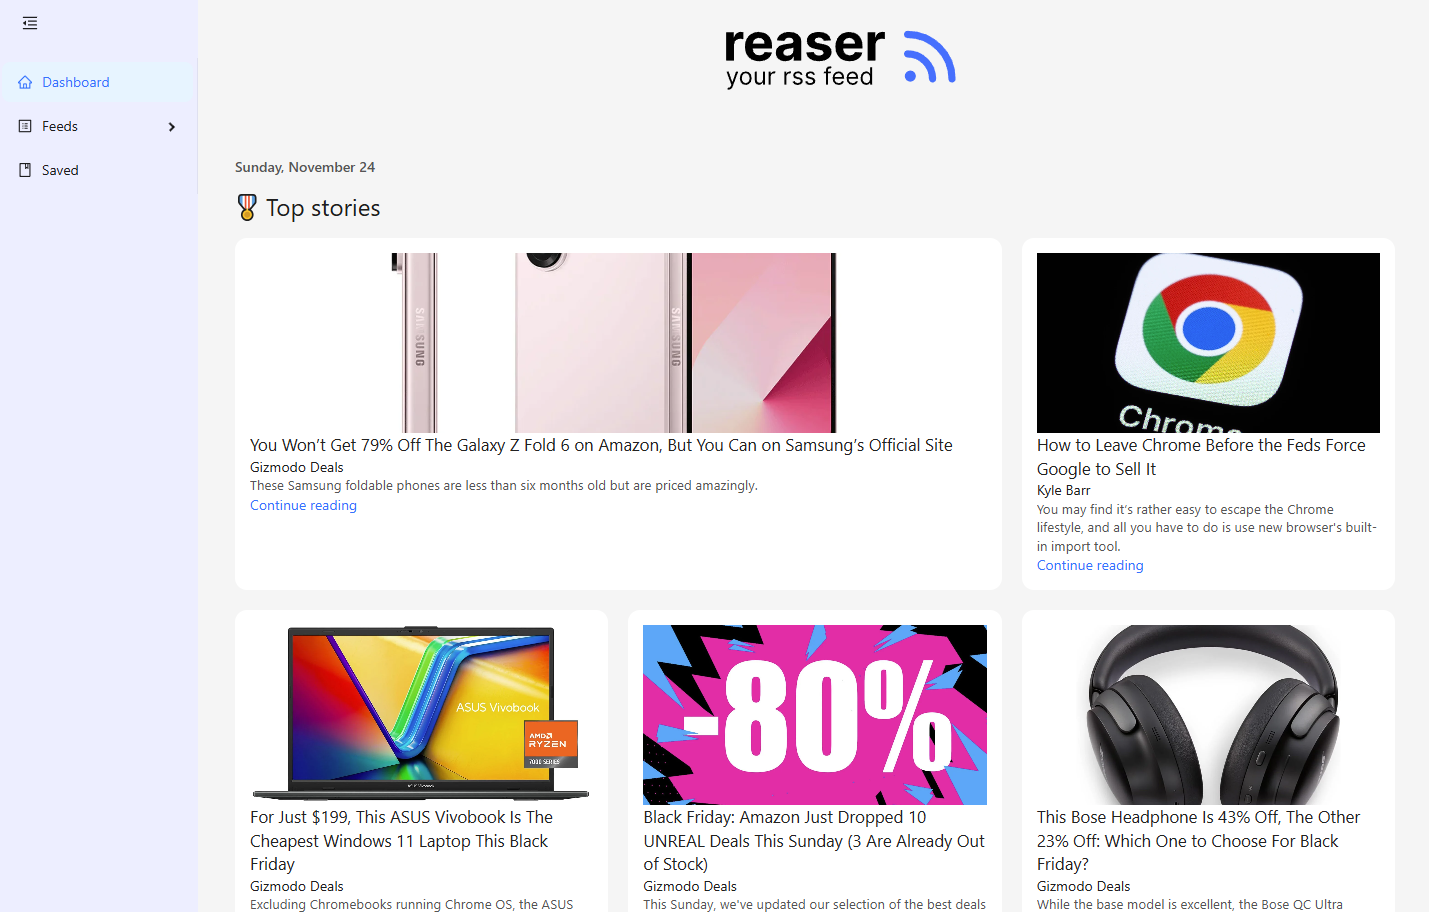 reaser
your rss feed
Dashboard
Feeds
Saved
Sunday, November 24
Top stories
SAMSUNG
SAMSUNG
You Won’t Get 79% Off The Galaxy Z Fold 6 on Amazon, But You Can on Samsung’s Official Site
Gizmodo Deals
These Samsung foldable phones are less than six months old but are priced amazingly.
Continue reading
Chrome
How to Leave Chrome Before the Feds Force
Google to Sell It
Kyle Barr
You may find it’s rather easy to escape the Chrome
lifestyle, and all you have to do is use new browser's built-
in import tool.
Continue reading
ASUS Vivobook
AMD
RYZEN
7000 SERIES
For Just $199, This ASUS Vivobook Is The
Cheapest Windows 11 Laptop This Black
Friday
Gizmodo Deals
Excluding Chromebooks running Chrome OS, the ASUS
-80%
Black Friday: Amazon Just Dropped 10
UNREAL Deals This Sunday (3 Are Already Out
of Stock)
Gizmodo Deals
This Sunday, we've updated our selection of the best deals
This Bose Headphone Is 43% Off, The Other
23% Off: Which One to Choose For Black
Friday?
Gizmodo Deals
While the base model is excellent, the Bose QC Ultra